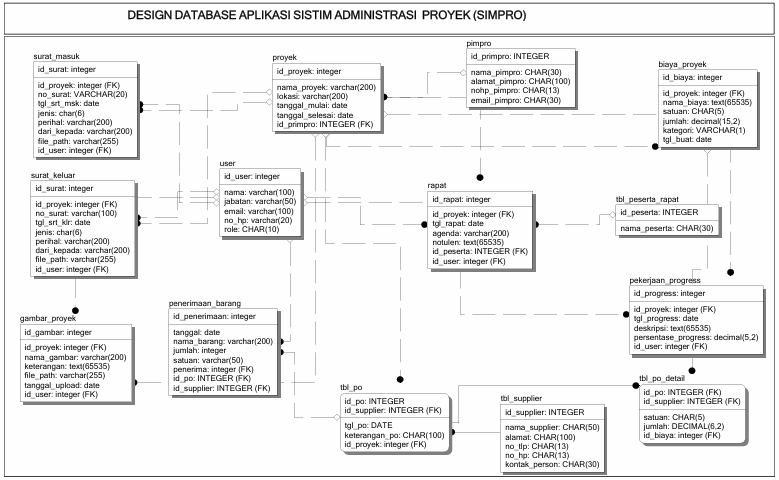 DESIGN DATABASE APLIKASI SISTIM ADMINISTRASI PROYEK (SIMPRO)
surat_masuk
id_surat: integer
id_proyek: integer (FK)
no_surat: VARCHAR(20)
tgl_srt_msk: date
jenis: char(6)
perihal: varchar(200)
dari_kepada: varchar(200)
file_path: varchar(255)
id_user: integer (FK)
proyek
id_proyek: integer
nama_proyek: varchar(200)
lokasi: varchar(200)
tanggal_mulai: date
tanggal_selesai: date
id_primpro: INTEGER (FK)
pimpro
id_primpro: INTEGER
nama_pimpro: CHAR(30)
alamat_pimpro: CHAR(100)
nohp_pimpro: CHAR(13)
email_pimpro: CHAR(30)
biaya_proyek
id_biaya: integer
id_proyek: integer (FK)
nama_biaya: text(65535)
satuan: CHAR(5)
jumlah: decimal(15,2)
kategori: VARCHAR(1)
tgl_buat: date
surat_keluar
id_surat: integer
id_proyek: integer (FK)
no_surat: varchar(100)
tgl_srt_klr: date
jenis: char(6)
perihal: varchar(200)
dari_kepada: varchar(200)
file_path: varchar(255)
id_user: integer (FK)
user
id_user: integer
nama: varchar(100)
jabatan: varchar(50)
email: varchar(100)
no_hp: varchar(20)
role: CHAR(10)
rapat
id_rapat: integer
id_proyek: integer (FK)
tgl_rapat: date
agenda: varchar(200)
notulen: text(65535)
id_peserta: INTEGER (FK)
id_user: integer (FK)
tbl_peserta_rapat
id_peserta: INTEGER
nama_peserta: CHAR(30)
pekerjaan_progress
id_progress: integer
id_proyek: integer (FK)
tgl_progress: date
deskripsi: text(65535)
persentase_progress: decimal(5,2)
id_user: integer (FK)
gambar_proyek
id_gambar: integer
id_proyek: integer (FK)
nama_gambar: varchar(200)
keterangan: text(65535)
file_path: varchar(255)
tanggal_upload: date
id_user: integer (FK)
penerimaan_barang
id_penerimaan: integer
tanggal: date
nama_barang: varchar(200)
jumlah: integer
satuan: varchar(50)
penerima: integer (FK)
id_po: INTEGER (FK)
id_supplier: INTEGER (FK)
tbl_po
id_po: INTEGER
id_supplier: INTEGER (FK)
tgl_po: DATE
keterangan_po: CHAR(100)
id_proyek: integer (FK)
tbl_supplier
id_supplier: INTEGER
nama_supplier: CHAR(50)
alamat: CHAR(100)
no_tlp: CHAR(13)
no_hp: CHAR(13)
kontak_person: CHAR(30)
tbl_po_detail
id_po: INTEGER (FK)
id_supplier: INTEGER (FK)
satuan: CHAR(5)
jumlah: DECIMAL(6,2)
id_biaya: integer (FK)